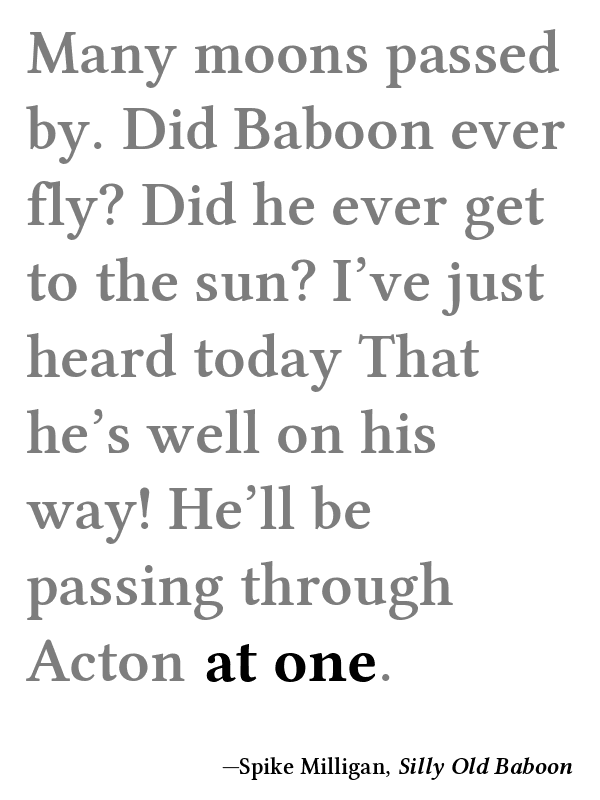 Many moons passed
by. Did Baboon ever
fly? Did he ever get
to the sun? I’ve just
heard today That
he’s well on his
way! He’ll be
passing through
Acton at one.
—Spike Milligan, Silly Old Baboon